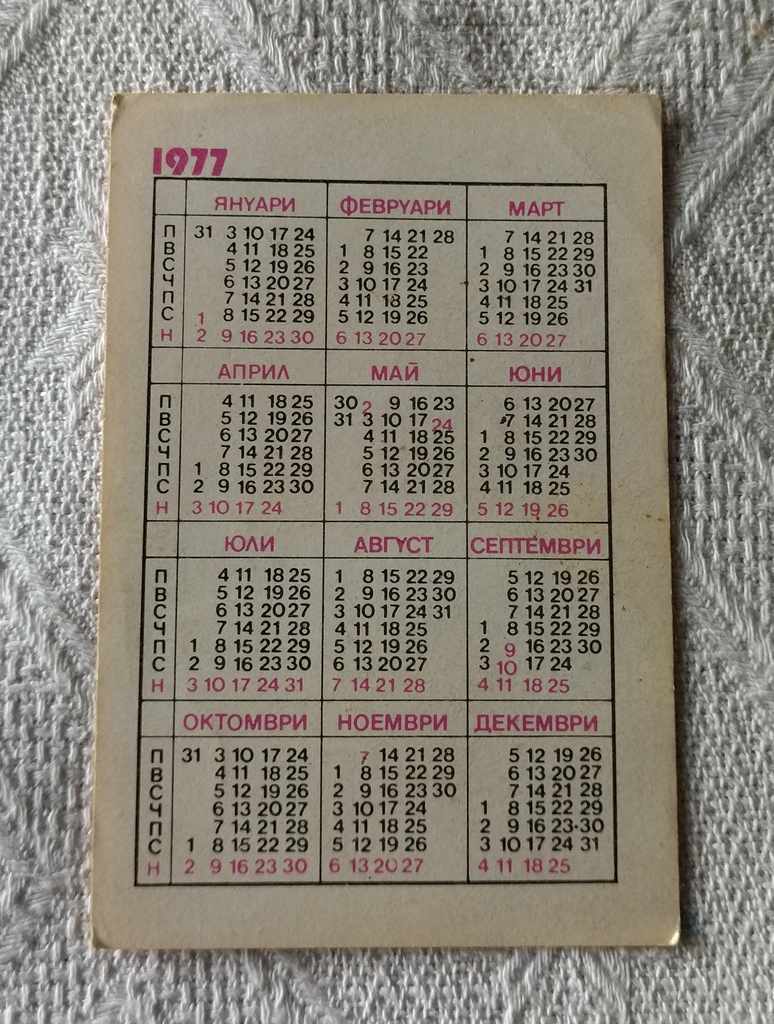 1977
ЯНУАРИ ФЕВРУАРИ МАРТ
П 31 3 10 17 24 7 14 21 28 7 14 21 28
В 4 11 18 25 1 8 15 22 1 8 15 22 29
С 5 12 19 26 2 9 16 23 2 9 16 23 30
Ч 6 13 20 27 3 10 17 24 3 10 17 24 31
П 7 14 21 28 4 11 18 25 4 11 18 25
С 1 8 15 22 29 5 12 19 26 5 12 19 26
Н 2 9 16 23 30 6 13 20 27 6 13 20 27
АПРИЛ МАЙ ЮНИ
П 4 11 18 25 30 2 9 16 23 6 13 20 27
В 5 12 19 26 31 3 10 17 24 7 14 21 28
С 6 13 20 27 4 11 18 25 1 8 15 22 29
Ч 7 14 21 28 5 12 19 26 2 9 16 23 30
П 1 8 15 22 29 6 13 20 27 3 10 17 24
С 2 9 16 23 30 7 14 21 28 4 11 18 25
Н 3 10 17 24 1 8 15 22 29 5 12 19 26
ЮЛИ АВГУСТ СЕПТЕМВРИ
П 4 11 18 25 1 8 15 22 29 5 12 19 26
В 5 12 19 26 2 9 16 23 30 6 13 20 27
С 6 13 20 27 3 10 17 24 31 7 14 21 28
Ч 7 14 21 28 4 11 18 25 1 8 15 22 29
П 1 8 15 22 29 5 12 19 26 2 9 16 23 30
С 2 9 16 23 30 6 13 20 27 3 10 17 24
Н 3 10 17 24 31 7 14 21 28 4 11 18 25
ОКТОМВРИ НОЕМВРИ ДЕКЕМВРИ
П 31 3 10 17 24 7 14 21 28 5 12 19 26
В 4 11 18 25 1 8 15 22 29 6 13 20 27
С 5 12 19 26 2 9 16 23 30 7 14 21 28
Ч 6 13 20 27 3 10 17 24 1 8 15 22 29
П 7 14 21 28 4 11 18 25 2 9 16 23 30
С 1 8 15 22 29 5 12 19 26 3 10 17 24 31
Н 2 9 16 23 30 6 13 20 27 4 11 18 25